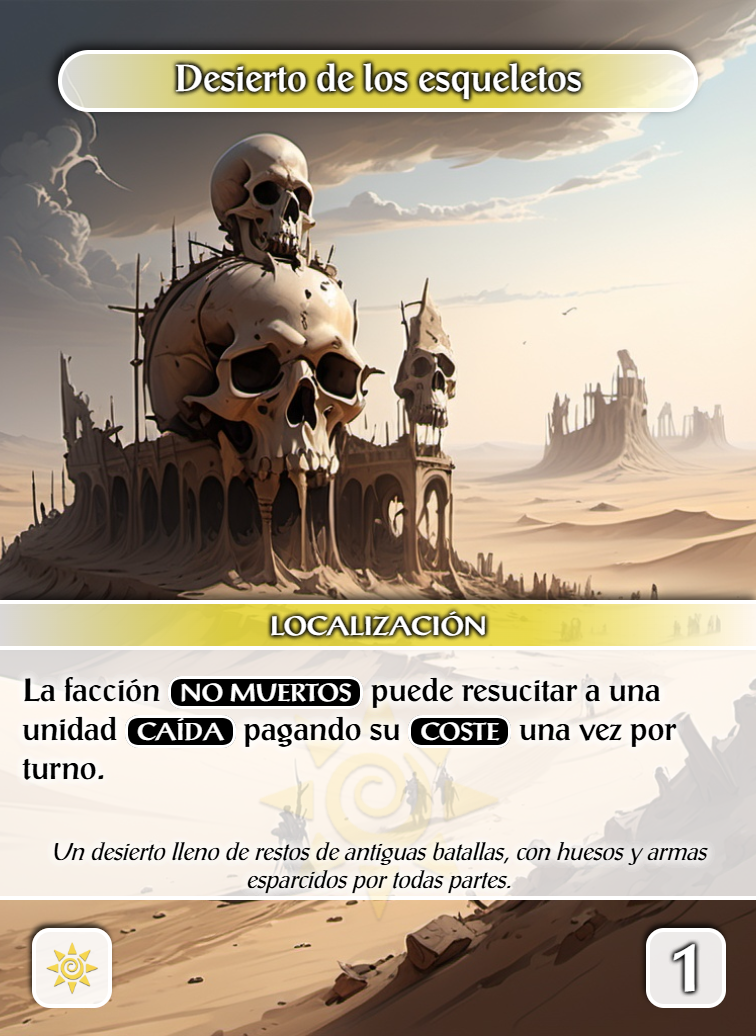 Desierto de los esqueletos
LOCALIZACIÓN
La facción NO MUERTOS puede resucitar a una
unidad CAÍDA pagando su COSTE una vez por
turno.
Un desierto lleno de restos de antiguas batallas, con huesos y armas
esparcidos por todas partes.
1